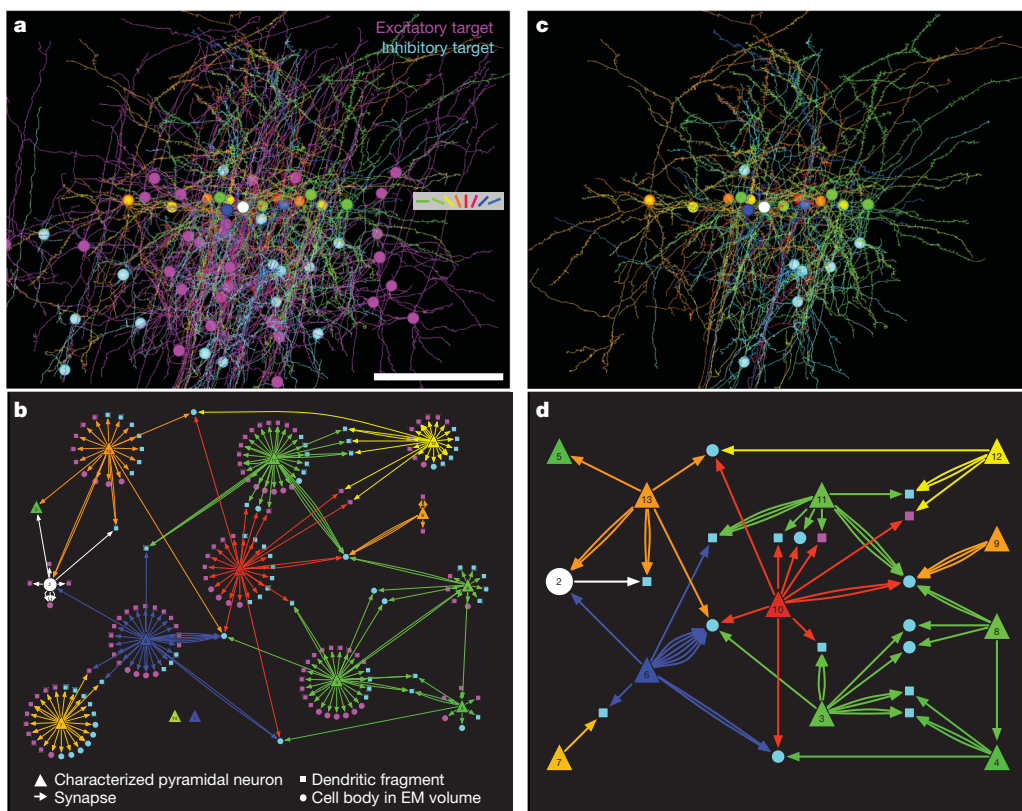 a
Excitatory target
Inhibitory target
c
b
Characterized pyramidal neuron
Synapse
Dendritic fragment
Cell body in EM volume
d
5
12
13
11
9
2
10
8
6
3
7
4